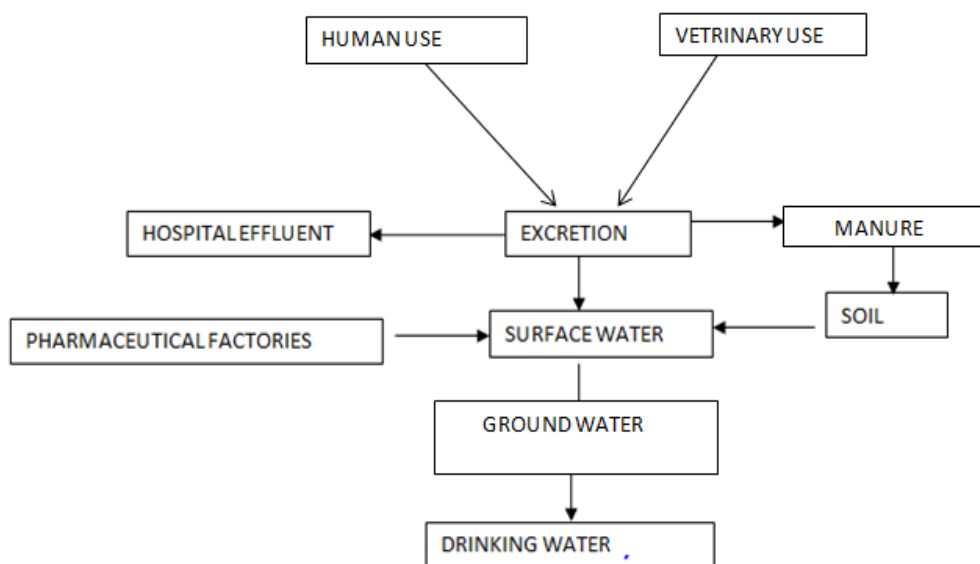 HUMAN USE
VETRINARY USE
HOSPITAL EFFLUENT
EXCRETION
MANURE
PHARMACEUTICAL FACTORIES
SURFACE WATER
SOIL
GROUND WATER
DRINKING WATER